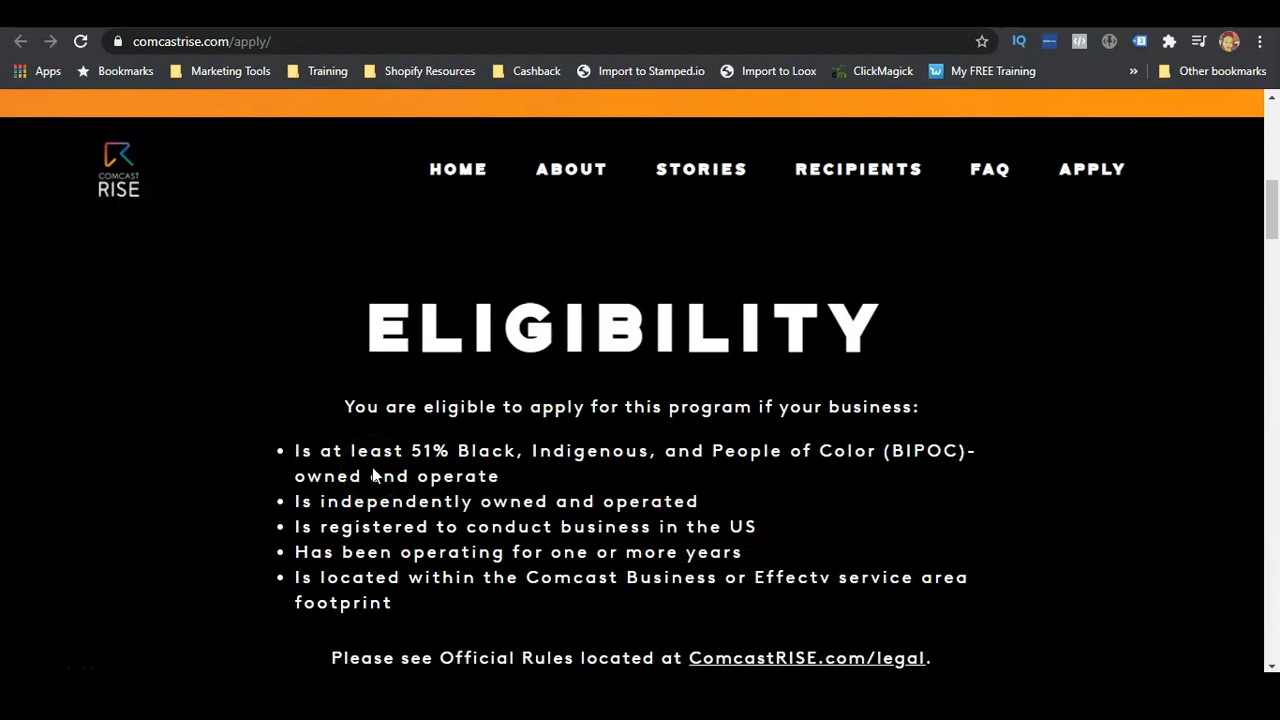 comcastrise.com/apply/
IQ
Apps Bookmarks Marketing Tools Training Shopify Resources Cashback Import to Stamped.io Import to Loox ClickMagick My FREE Training » Other bookmarks
COMCAST
RISE
HOME ABOUT STORIES RECIPIENTS FAQ APPLY
ELIGIBILITY
You are eligible to apply for this program if your business:
• Is at least 51% Black, Indigenous, and People of Color (BIPOC)-
owned and operate
• Is independently owned and operated
• Is registered to conduct business in the US
• Has been operating for one or more years
• Is located within the Comcast Business or Effectv service area
footprint
Please see Official Rules located at ComcastRISE.com/legal.